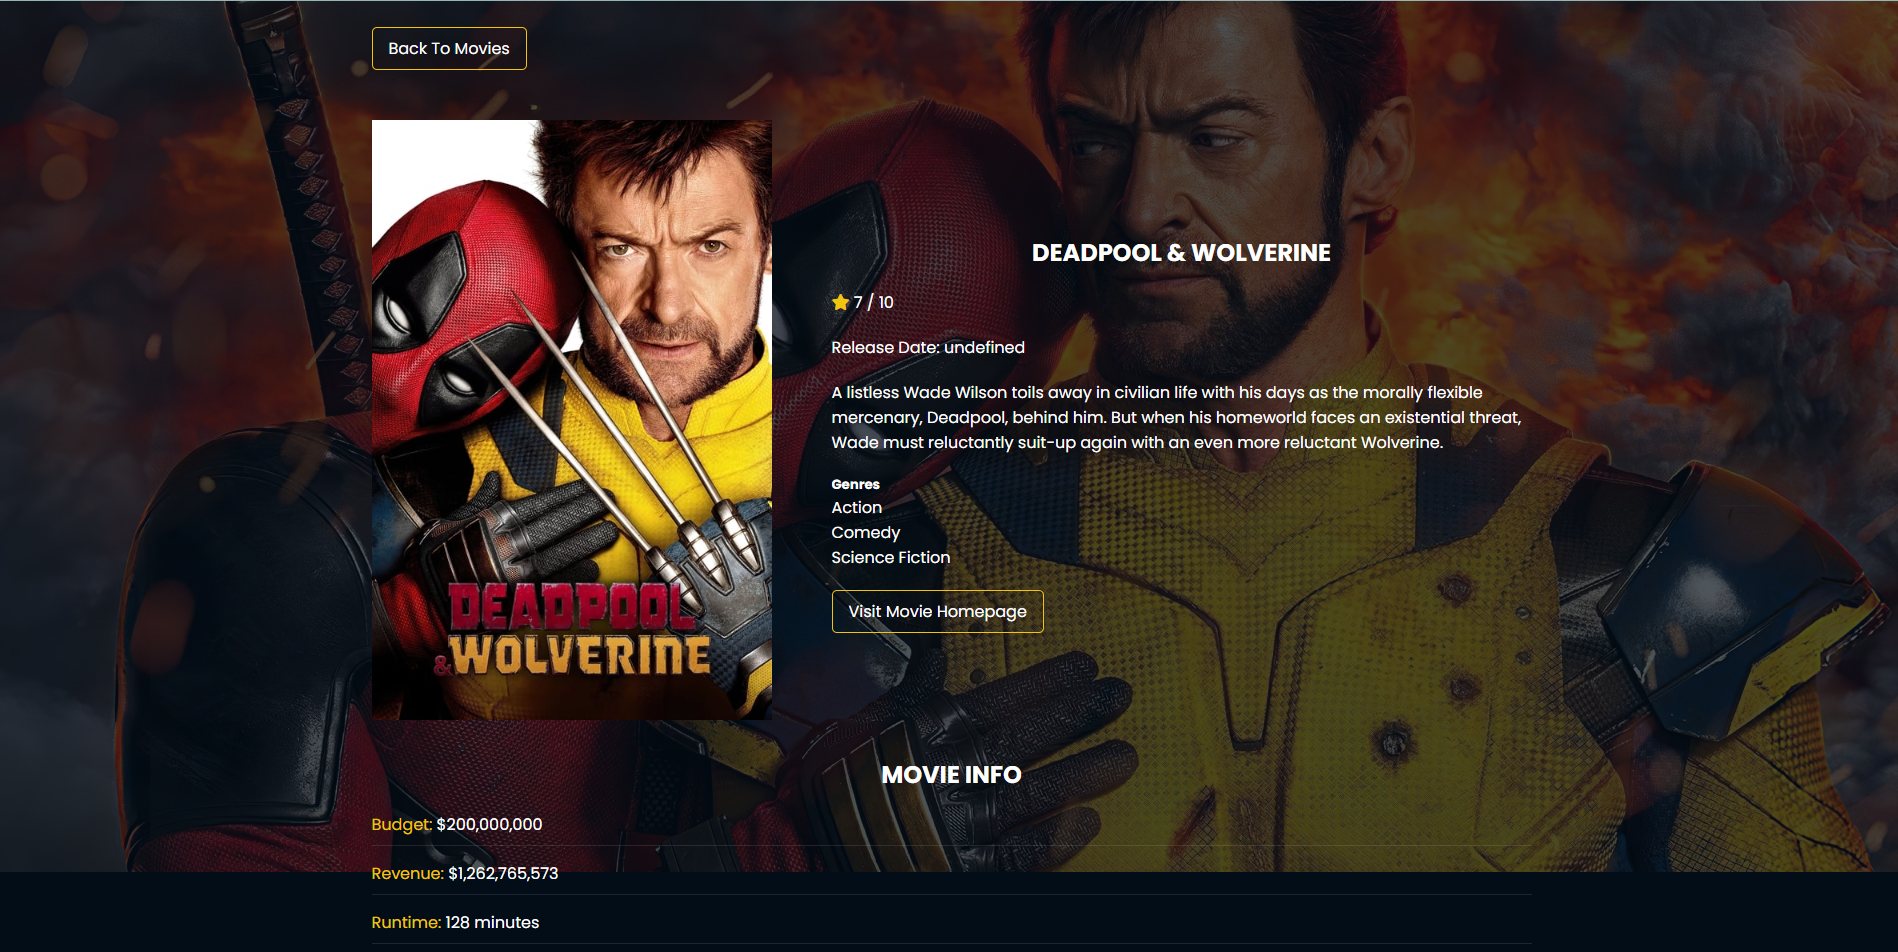 Back To Movies
DEADPOOL
&WOLVERINE
DEADPOOL & WOLVERINE
7 / 10
Release Date: undefined
A listless Wade Wilson toils away in civilian life with his days as the morally flexible
mercenary, Deadpool, behind him. But when his homeworld faces an existential threat,
Wade must reluctantly suit-up again with an even more reluctant Wolverine.
Genres
Action
Comedy
Science Fiction
Visit Movie Homepage
MOVIE INFO
Budget: $200,000,000
Revenue: $1,262,765,573
Runtime: 128 minutes